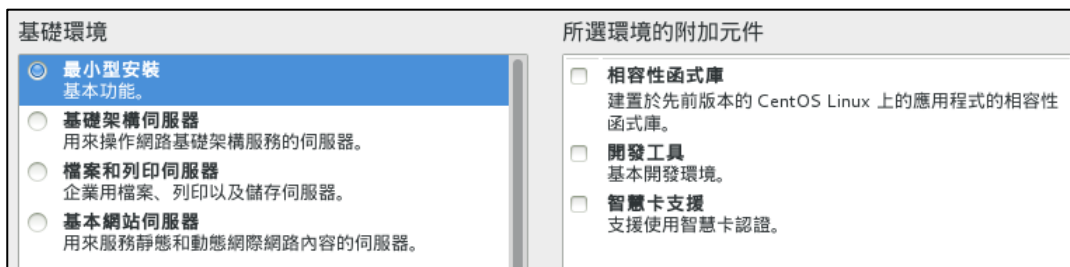 基礎環境
最小型安裝
基本功能。
基礎架構伺服器
用來操作網路基礎架構服務的伺服器。
檔案和列印伺服器
企業用檔案、列印以及儲存伺服器。
基本網站伺服器
用來服務靜態和動態網際網路內容的伺服器。
所選環境的附加元件
相容性函式庫
建置於先前版本的 CentOS Linux 上的應用程式的相容性
函式庫。
開發工具
基本開發環境。
智慧卡支援
支援使用智慧卡認證。